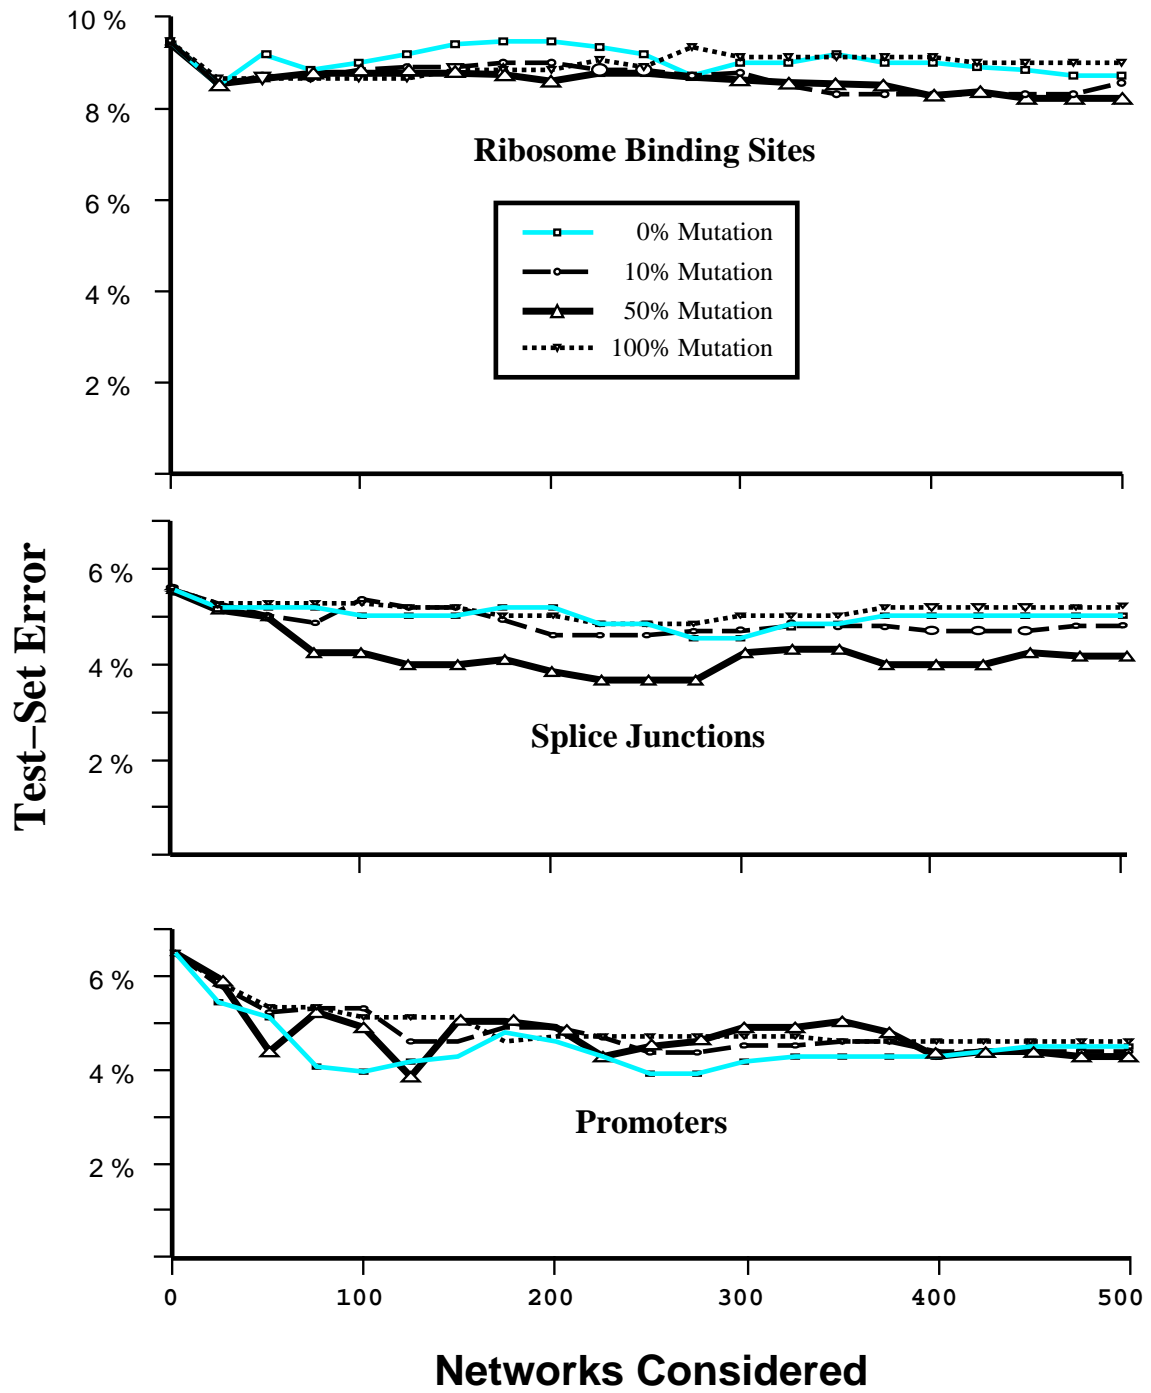 10 %
8 %
6 %
4 %
2 %
Ribosome Binding Sites
0% Mutation
10% Mutation
50% Mutation
100% Mutation
Test–Set Error
6 %
4 %
2 %
Splice Junctions
6 %
4 %
2 %
Promoters
0 100 200 300 400 500
Networks Considered